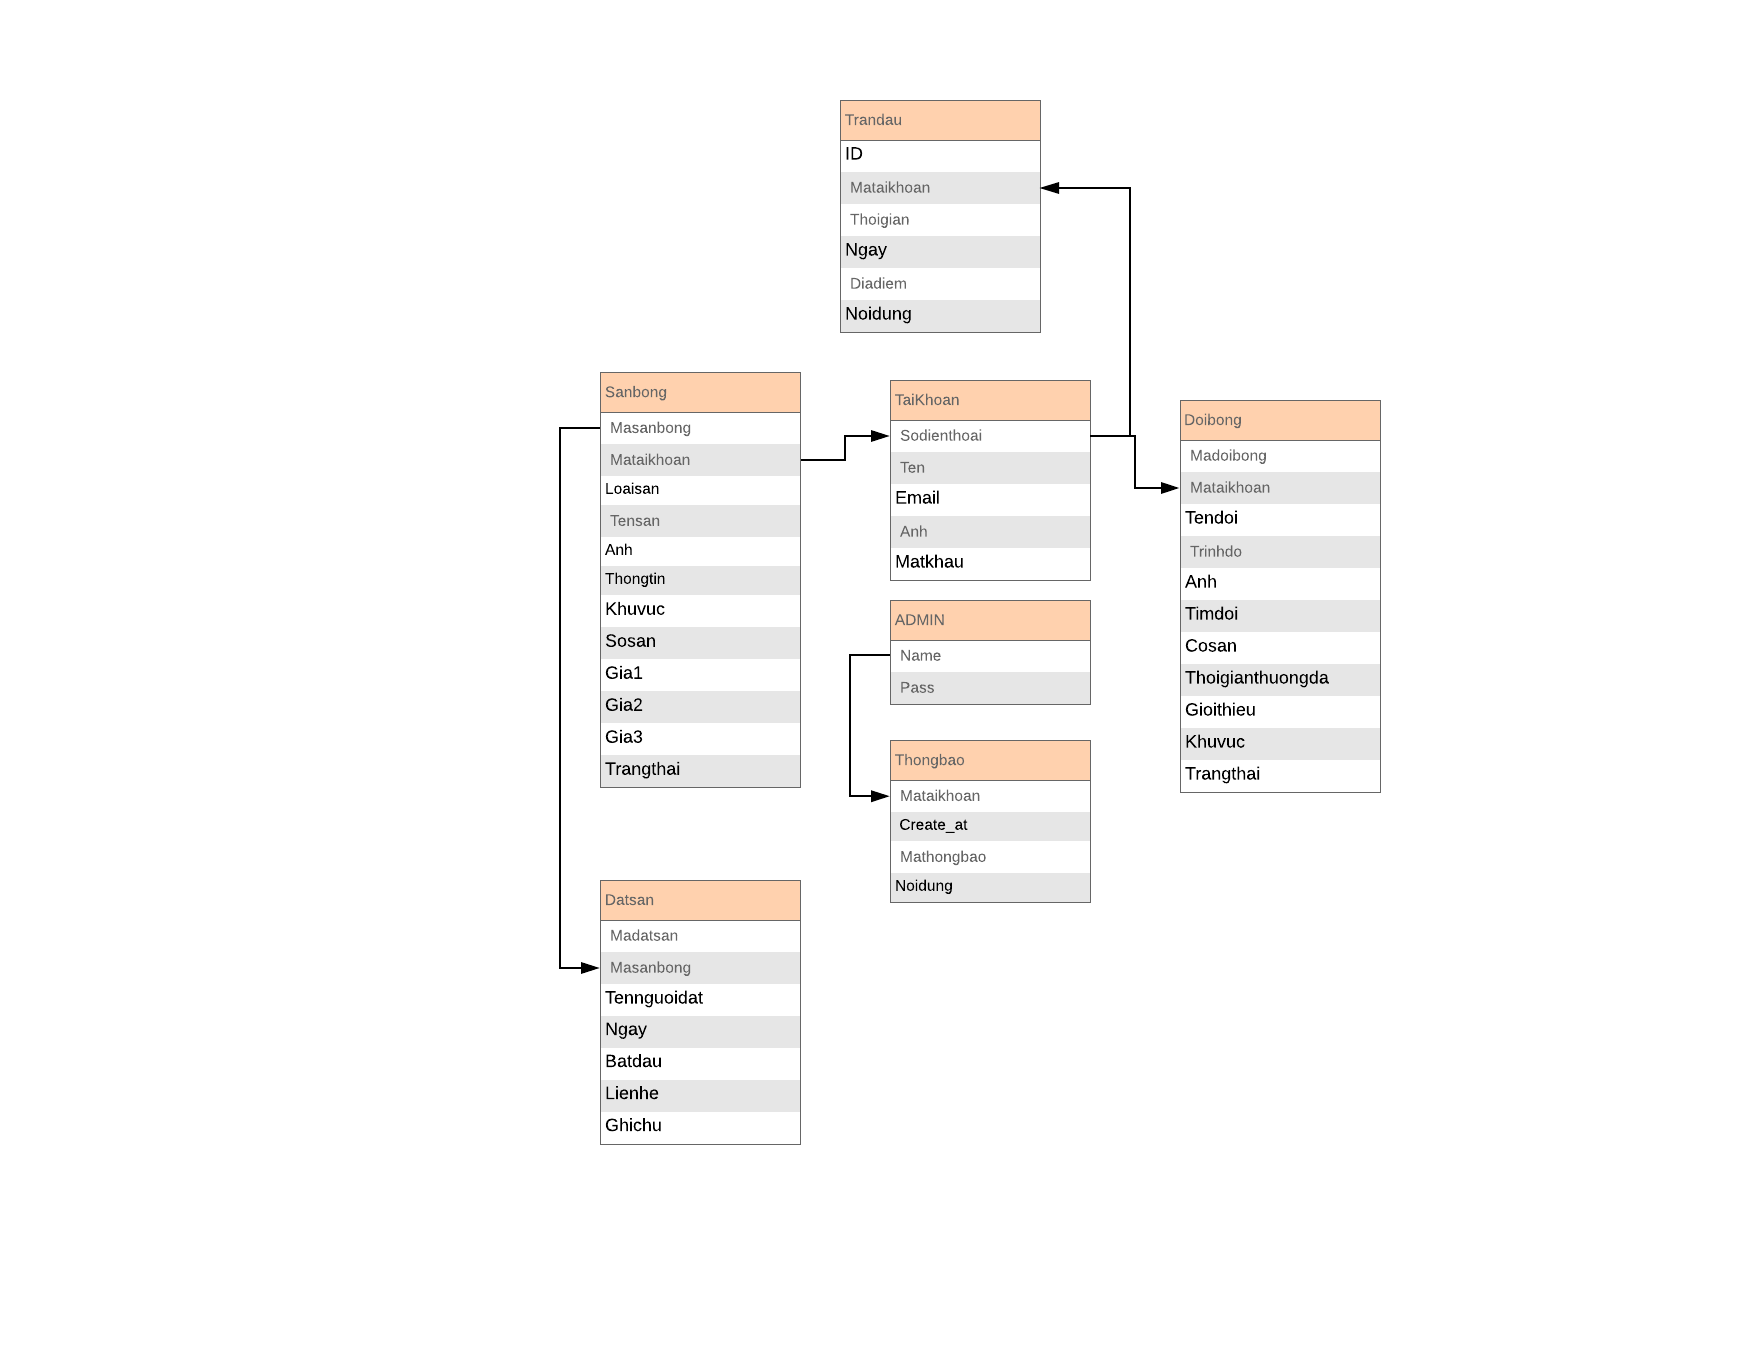 Trandau
ID
Mataikhoan
Thoigian
Ngay
Diadiem
Noidung
Sanbong
Masanbong
Mataikhoan
Loaisan
Tensan
Anh
Thongtin
Khuvuc
Sosan
Gia1
Gia2
Gia3
Trangthai
TaiKhoan
Sodienthoai
Ten
Email
Anh
Matkhau
Doibong
Madoibong
Mataikhoan
Tendoi
Trinhdo
Anh
Timdoi
Cosan
Thoigianthuongda
Gioithieu
Khuvuc
Trangthai
ADMIN
Name
Pass
Thongbao
Mataikhoan
Create_at
Mathongbao
Noidung
Datsan
Madatsan
Masanbong
Tennguoidat
Ngay
Batdau
Lienhe
Ghichu